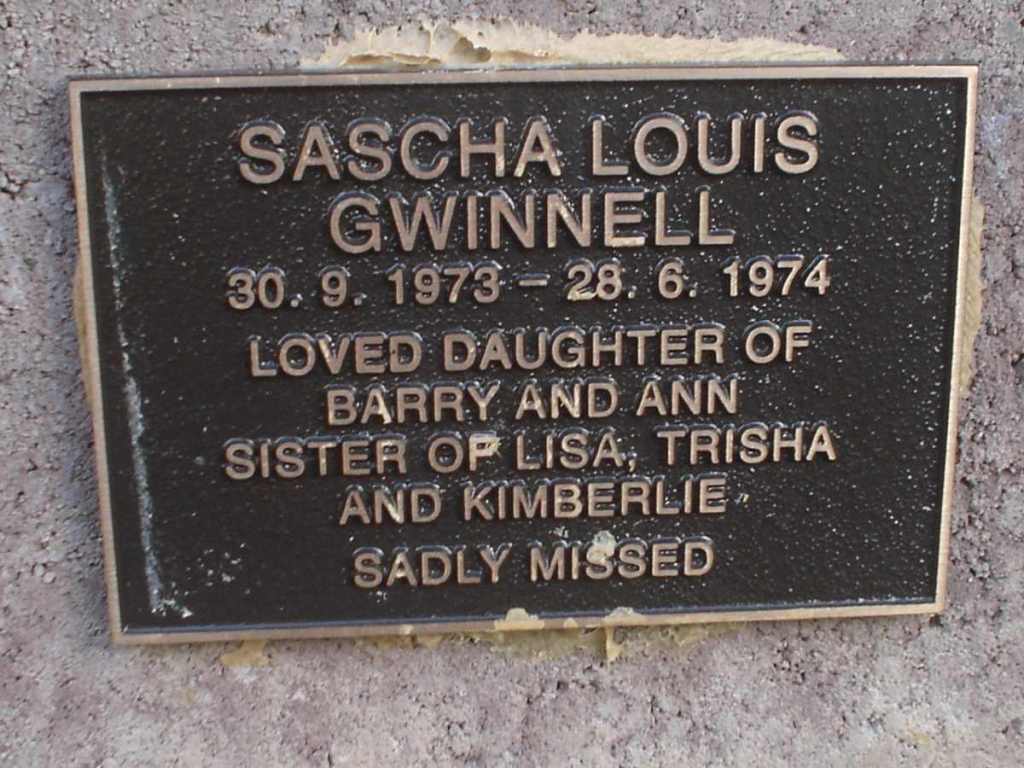 SASCHA LOUIS
GWINNELL
30. 9. 1973 - 28. 6. 1974
LOVED DAUGHTER OF
BARRY AND ANN
SISTER OF LISA, TRISHA
AND KIMBERLIE
SADLY MISSED